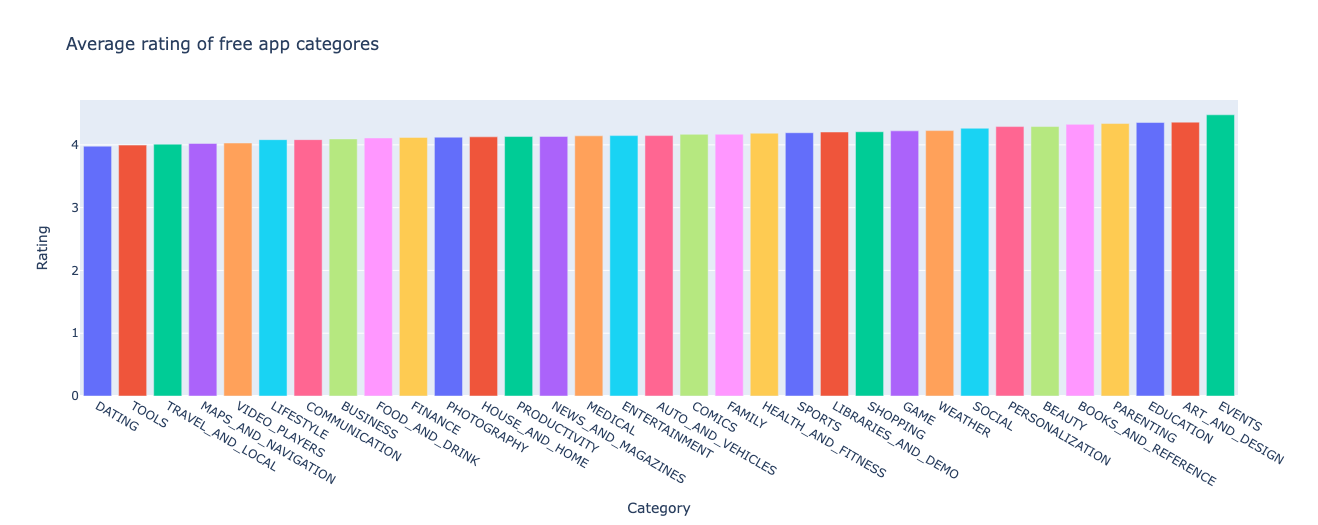 Average rating of free app categores
Rating
4
3
2
1
0
DATING
TOOLS
TRAVEL_AND_LOCAL
MAPS_AND_NAVIGATION
VIDEO_PLAYERS
LIFESTYLE
COMMUNICATION
BUSINESS
FOOD_AND_DRINK
FINANCE
PHOTOGRAPHY
HOUSE_AND_HOME
PRODUCTIVITY
NEWS_AND_MAGAZINES
MEDICAL
ENTERTAINMENT
AUTO_AND_VEHICLES
COMICS
FAMILY
HEALTH_AND_FITNESS
SPORTS
LIBRARIES_AND_DEMO
SHOPPING
GAME
WEATHER
SOCIAL
PERSONALIZATION
BEAUTY
BOOKS_AND_REFERENCE
PARENTING
EDUCATION
ART_AND_DESIGN
EVENTS
Category